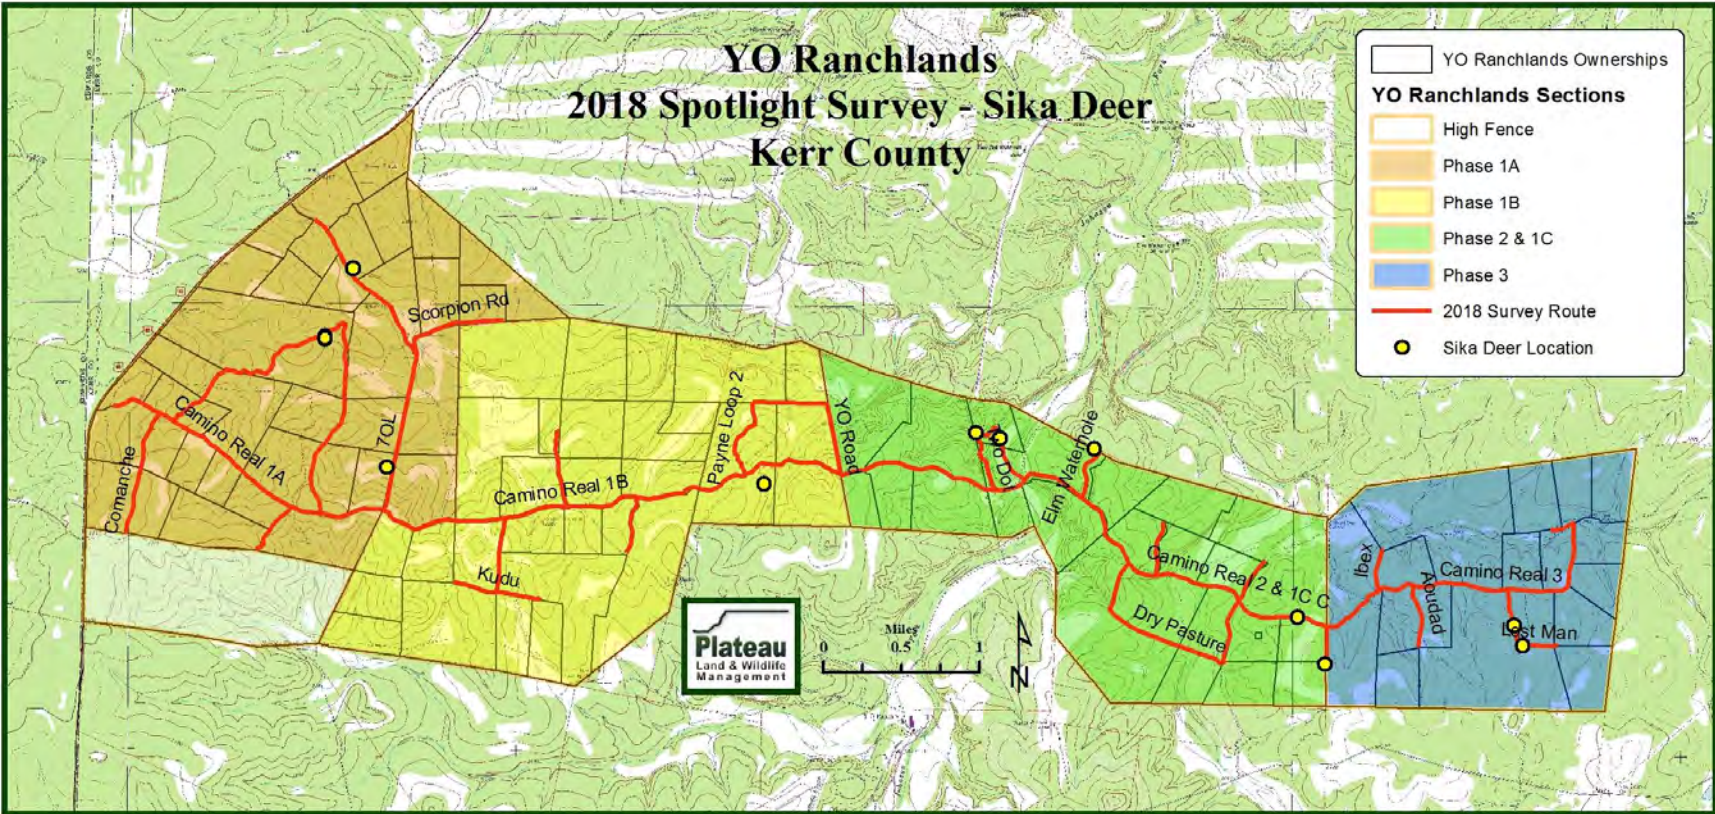 YO Ranchlands
2018 Spotlight Survey - Sika Deer
Kerr County
YO Ranchlands Ownerships
YO Ranchlands Sections
High Fence
Phase 1A
Phase 1B
Phase 2 & 1C
Phase 3
2018 Survey Route
Sika Deer Location
Scorpion Rd
Camino Real 1A
Comanche
7OL
Camino Real 1B
Kudu
Payne Loop 2
YO Road
Elm Waterhole
Camino Real 2 & 1C C
Dry Pasture
Ibex
Aoudad
Camino Real 3
Lost Man
Plateau
Land & Wildlife
Management
Miles
0 0.5 1
N
Johnson